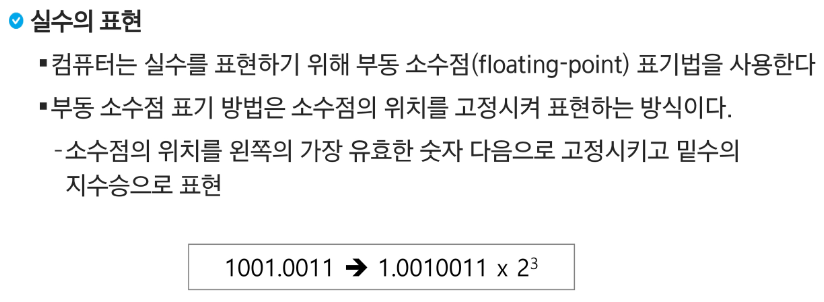 실수의 표현
▪컴퓨터는 실수를 표현하기 위해 부동 소수점(floating-point) 표기법을 사용한다
▪부동 소수점 표기 방법은 소수점의 위치를 고정시켜 표현하는 방식이다.
-소수점의 위치를 왼쪽의 가장 유효한 숫자 다음으로 고정시키고 밑수의
지수승으로 표현
1001.0011 ➔ 1.0010011 x 2³